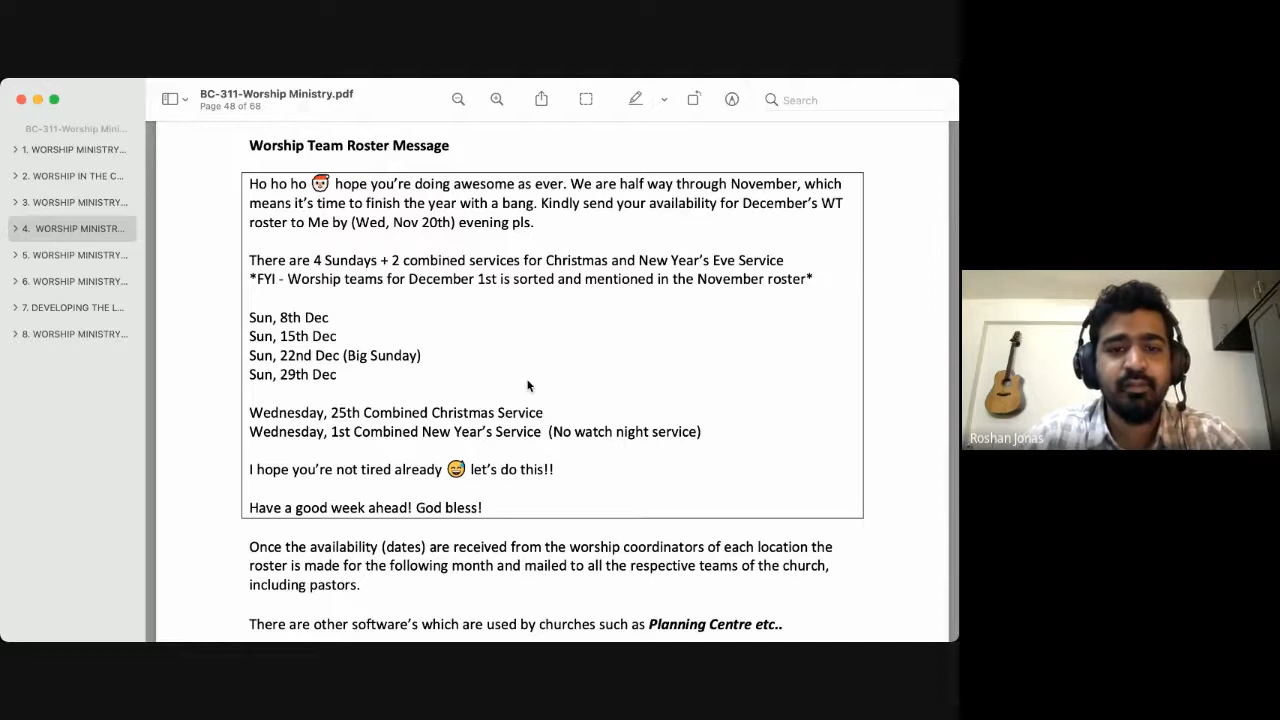 BC-311-Worship Ministry.pdf
Page 48 of 68
Search
BC-311-Worship Mini...
1. WORSHIP MINISTRY...
2. WORSHIP IN THE C...
3. WORSHIP MINISTRY...
4. WORSHIP MINISTR...
5. WORSHIP MINISTRY...
6. WORSHIP MINISTRY...
7. DEVELOPING THE L...
8. WORSHIP MINISTRY...
Worship Team Roster Message
Ho ho ho 🎅 hope you're doing awesome as ever. We are half way through November, which
means it's time to finish the year with a bang. Kindly send your availability for December's WT
roster to Me by (Wed, Nov 20th) evening pls.
There are 4 Sundays + 2 combined services for Christmas and New Year's Eve Service
*FYI - Worship teams for December 1st is sorted and mentioned in the November roster*
Sun, 8th Dec
Sun, 15th Dec
Sun, 22nd Dec (Big Sunday)
Sun, 29th Dec
Wednesday, 25th Combined Christmas Service
Wednesday, 1st Combined New Year's Service (No watch night service)
I hope you're not tired already 😅 let's do this!!
Have a good week ahead! God bless!
Once the availability (dates) are received from the worship coordinators of each location the
roster is made for the following month and mailed to all the respective teams of the church,
including pastors.
There are other software's which are used by churches such as Planning Centre etc..
Roshan Jonas